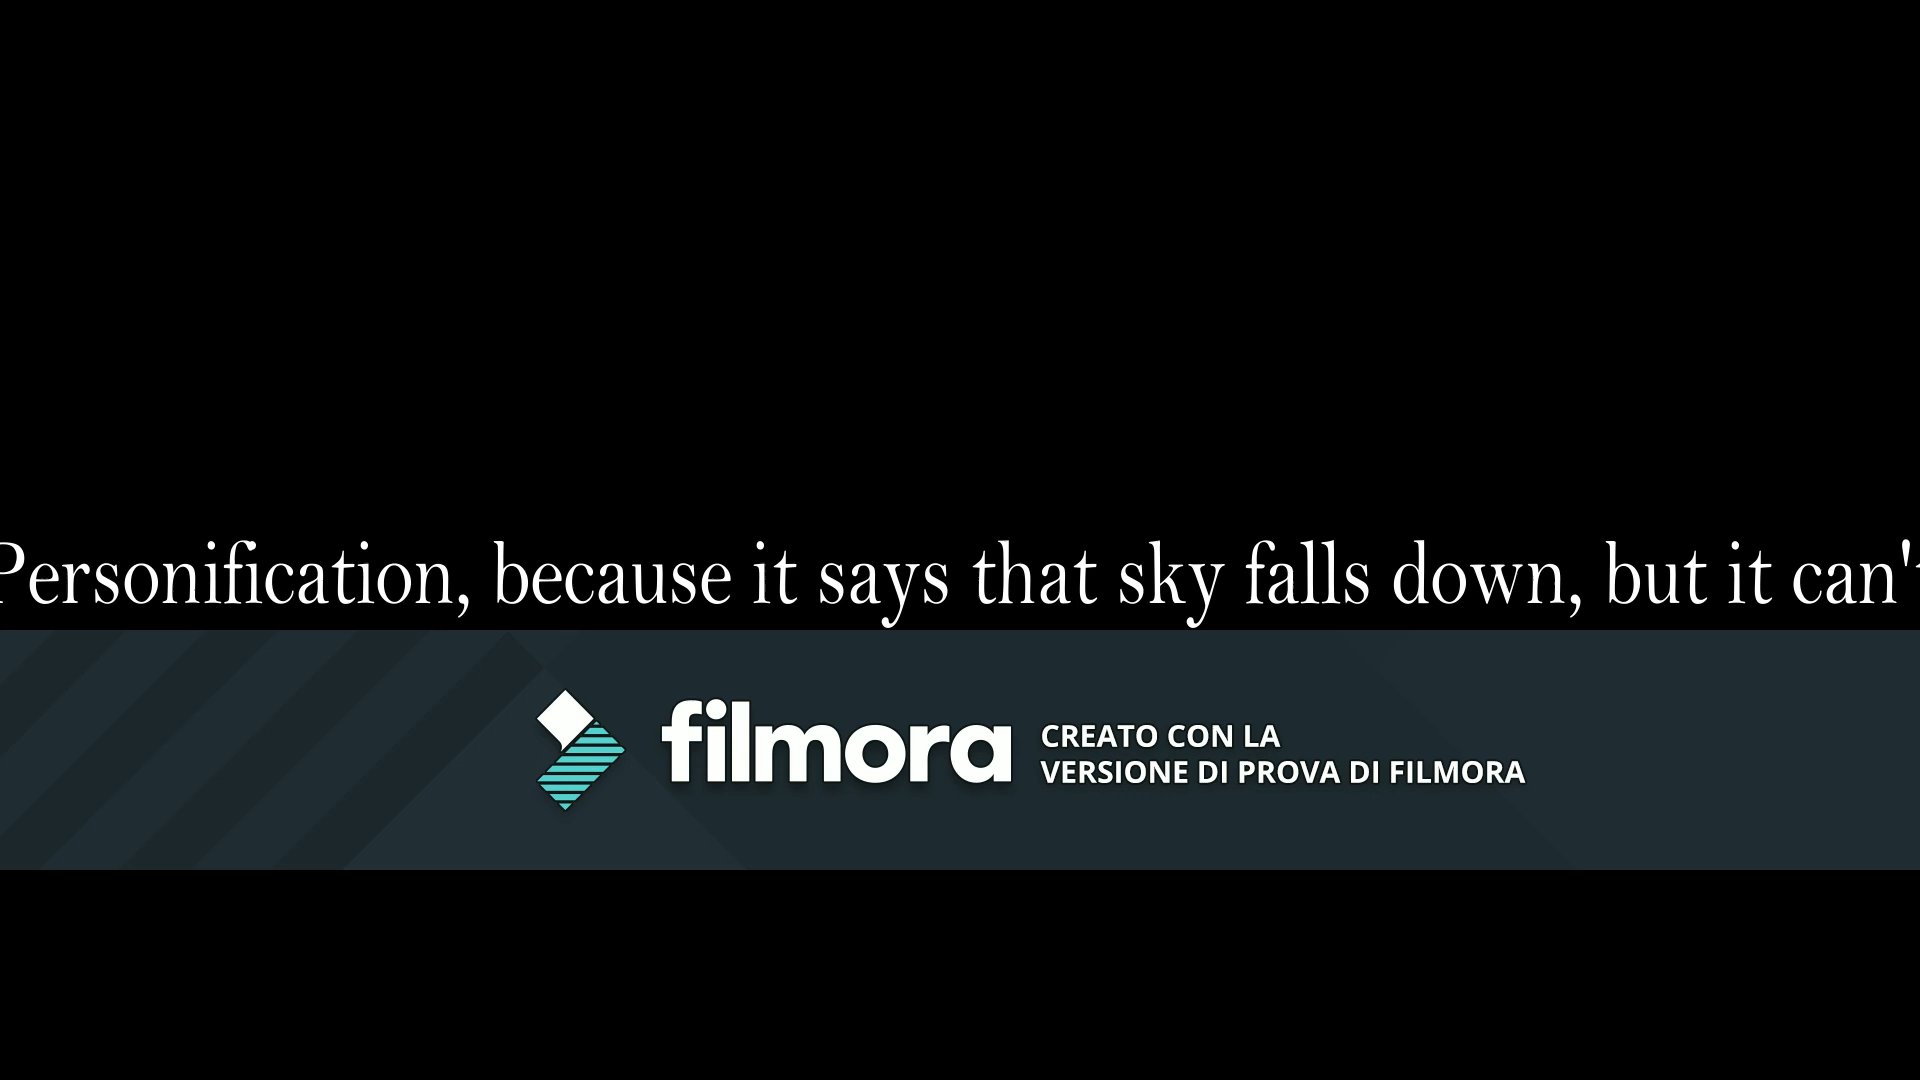 Personification, because it says that sky falls down, but it can't
filmora
CREATO CON LA
VERSIONE DI PROVA DI FILMORA